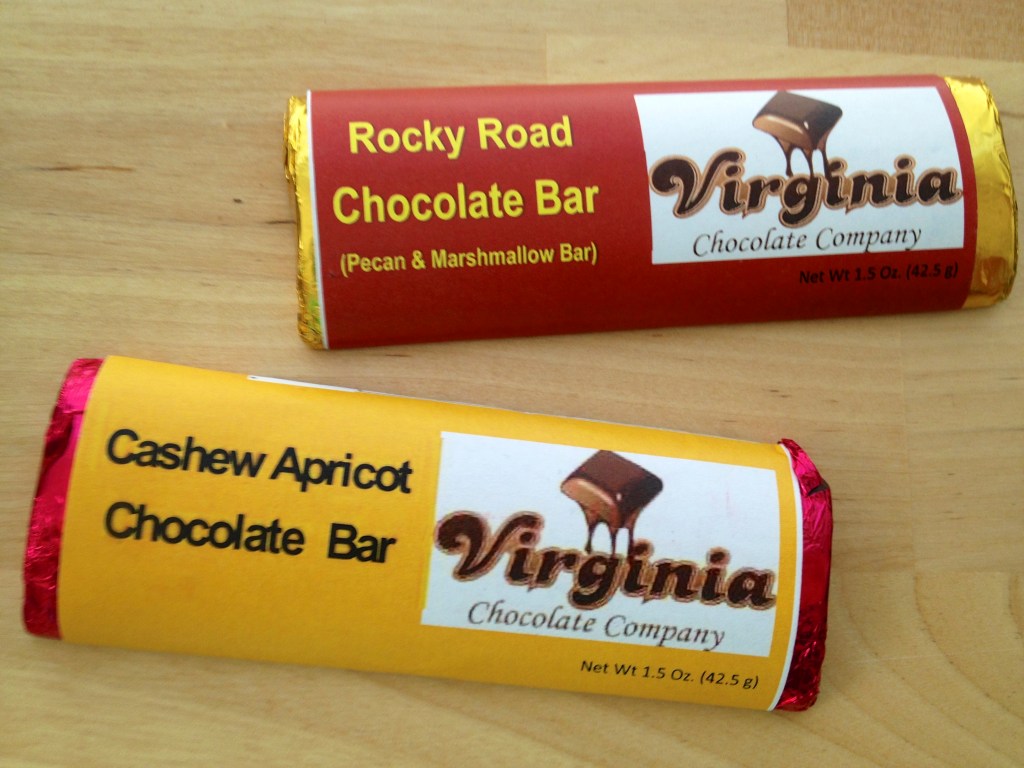 Rocky Road
Chocolate Bar
(Pecan & Marshmallow Bar)
Virginia
Chocolate Company
Net Wt 1.5 Oz. (42.5 g)
Cashew Apricot
Chocolate Bar
Virginia
Chocolate Company
Net Wt 1.5 Oz. (42.5 g)